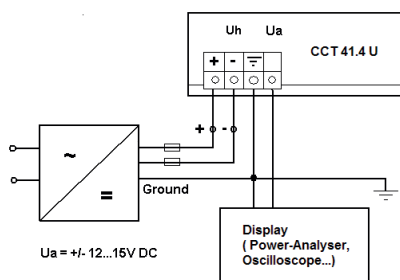 Uh Ua
CCT 41.4 U
+ -
+ -
~
=
Ground
Ua = +/- 12...15V DC
Display
( Power-Analyser,
Oscilloscope...)